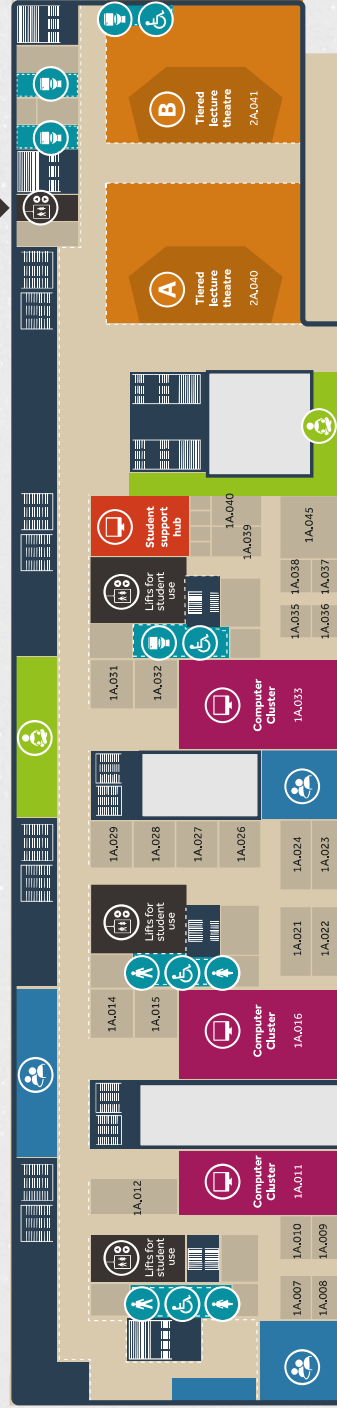 B
Tiered
lecture
theatre
2A.041
A
Tiered
lecture
theatre
2A.040
Student
support
hub
1A.040
1A.039
1A.045
Lifts for
student
use
1A.038
1A.037
1A.035
1A.036
1A.031
1A.032
Computer
Cluster
1A.033
1A.029
1A.028
1A.027
1A.026
1A.024
1A.023
Lifts for
student
use
1A.021
1A.022
1A.014
1A.015
Computer
Cluster
1A.016
1A.012
Computer
Cluster
1A.011
Lifts for
student
use
1A.010
1A.009
1A.007
1A.008